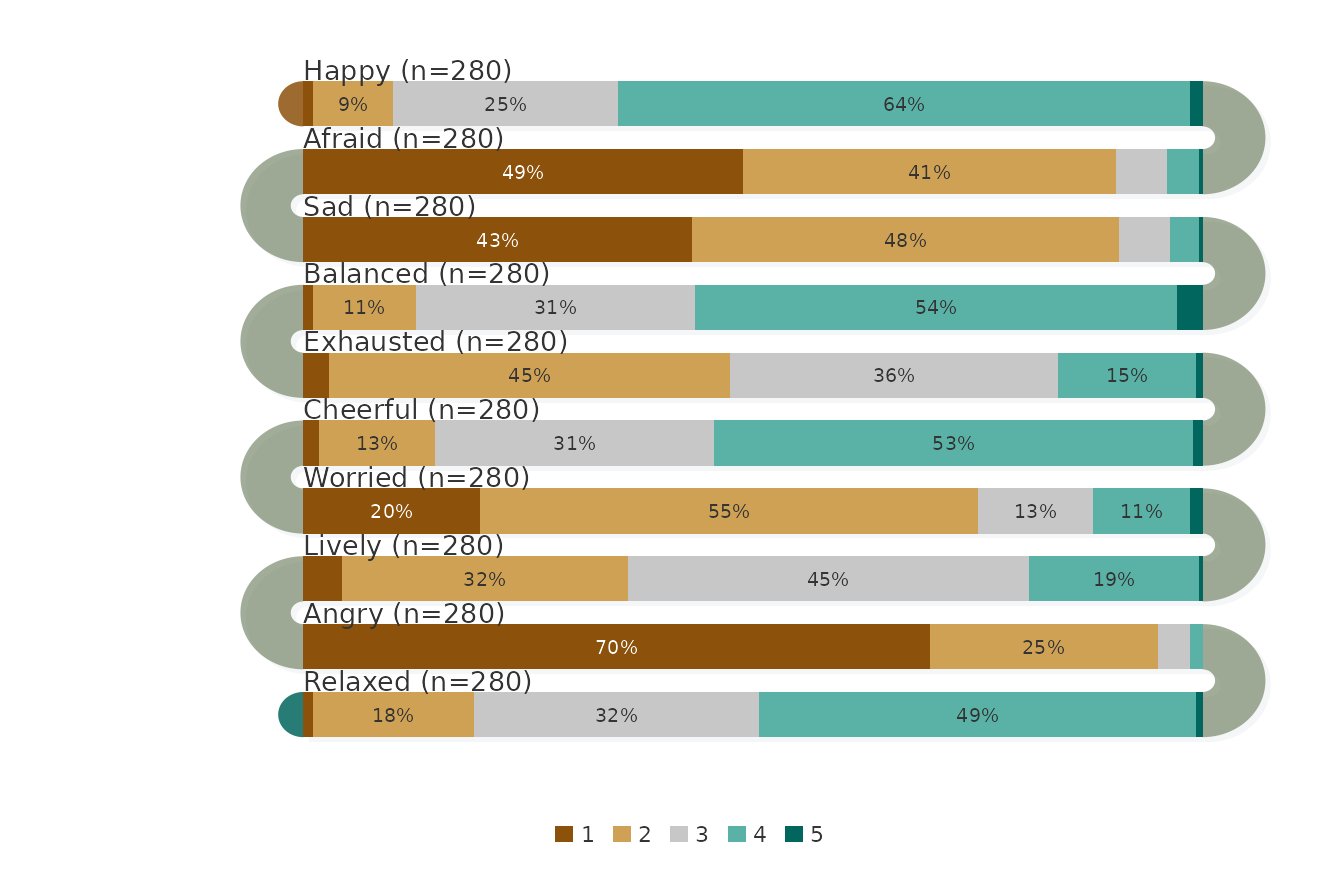 Happy (n=280)
9% 25% 64%
Afraid (n=280)
49% 41%
Sad (n=280)
43% 48%
Balanced (n=280)
11% 31% 54%
Exhausted (n=280)
45% 36% 15%
Cheerful (n=280)
13% 31% 53%
Worried (n=280)
20% 55% 13% 11%
Lively (n=280)
32% 45% 19%
Angry (n=280)
70% 25%
Relaxed (n=280)
18% 32% 49%
1 2 3 4 5